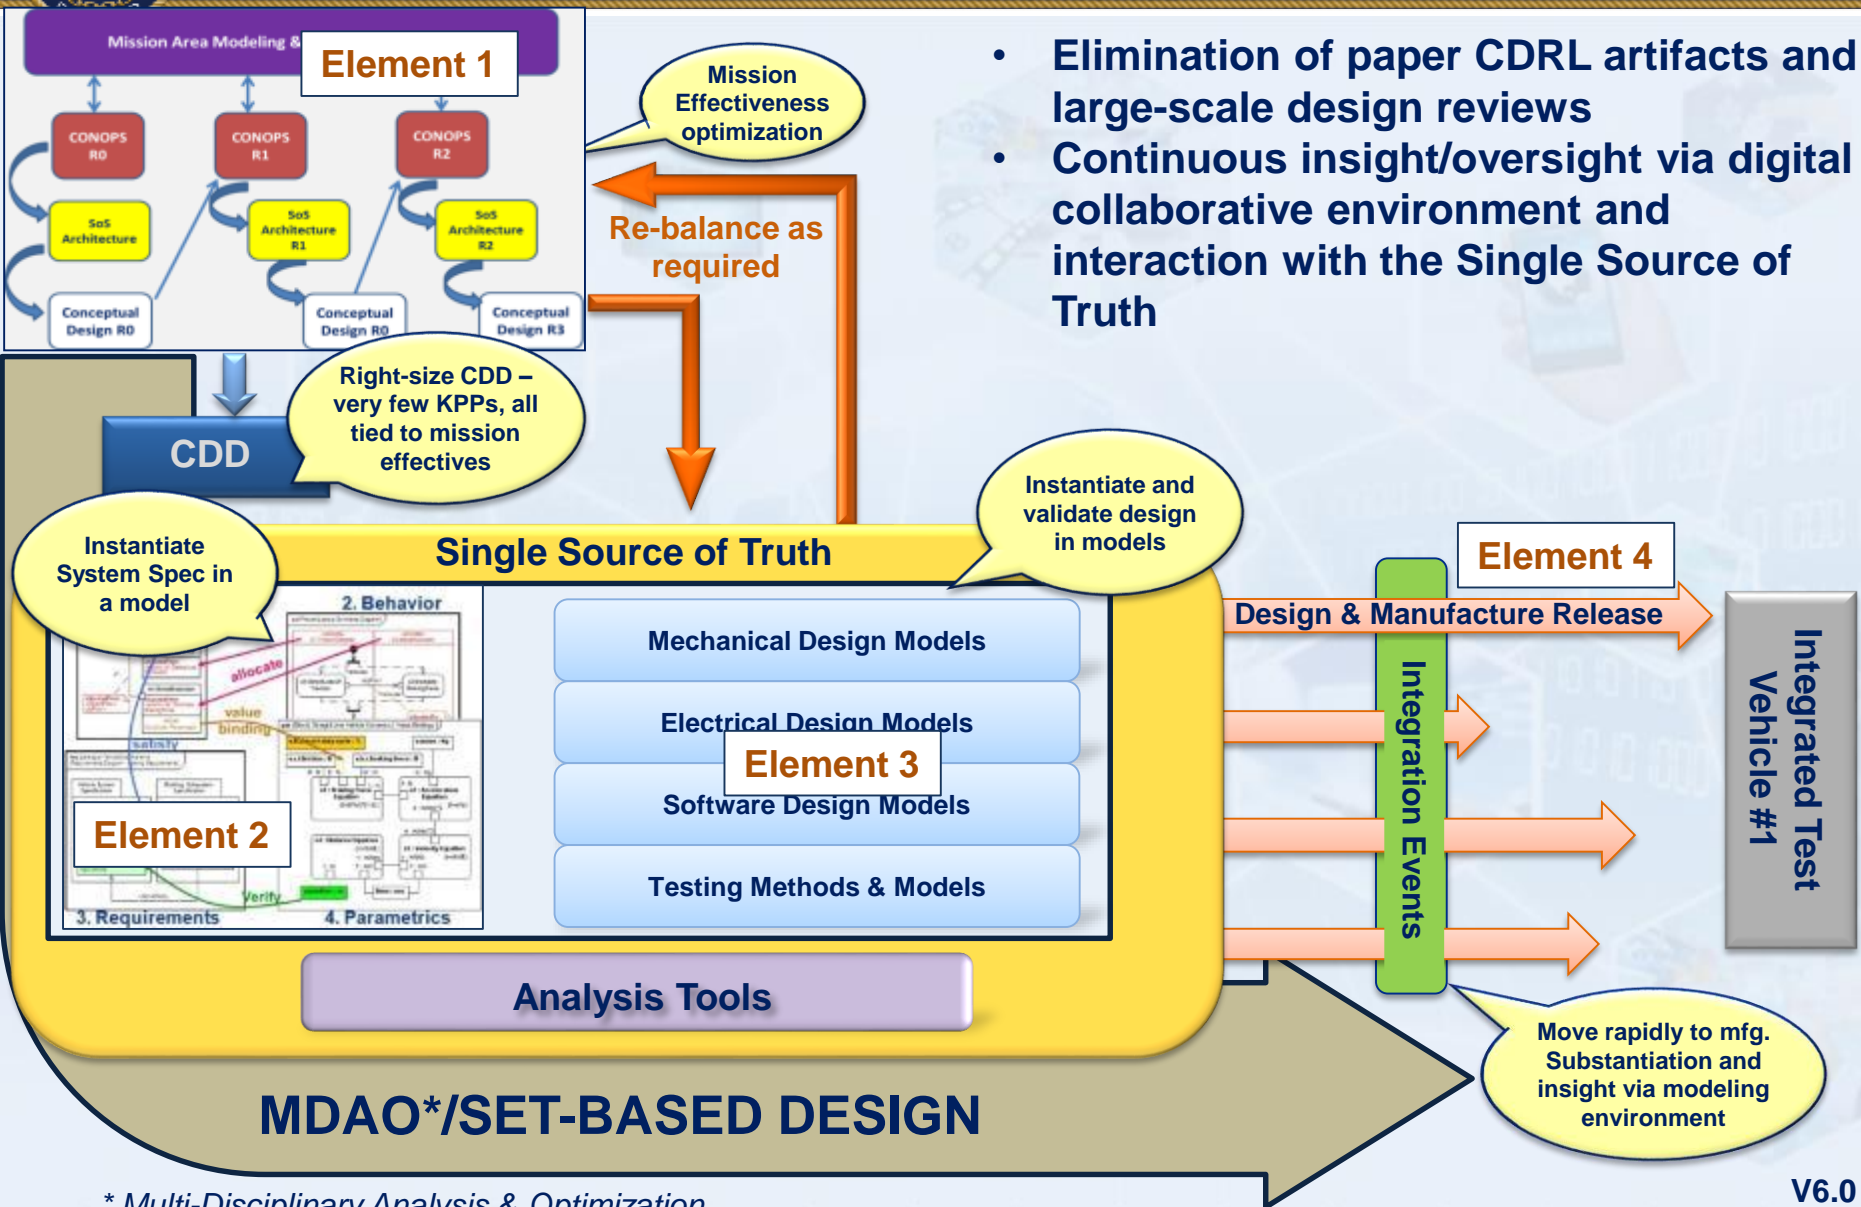 Mission Area Modeling &
Element 1
CONOPS
R0
CONOPS
R1
CONOPS
R2
SoS
Architecture
SoS
Architecture
R1
SoS
Architecture
R2
Conceptual
Design R0
Conceptual
Design R0
Conceptual
Design R3
Mission
Effectiveness
optimization
Re-balance as
required
• Elimination of paper CDRL artifacts and
large-scale design reviews
• Continuous insight/oversight via digital
collaborative environment and
interaction with the Single Source of
Truth
CDD
Right-size CDD –
very few KPPs, all
tied to mission
effectives
Instantiate
System Spec in
a model
Single Source of Truth
Instantiate and
validate design
in models
2. Behavior
allocate
value
binding
satisfy
Verify
3. Requirements
4. Parametrics
Element 2
Mechanical Design Models
Electrical Design Models
Element 3
Software Design Models
Testing Methods & Models
Analysis Tools
Element 4
Design & Manufacture Release
Integration Events
Integrated Test
Vehicle #1
Move rapidly to mfg.
Substantiation and
insight via modeling
environment
MDAO*/SET-BASED DESIGN
* Multi-Disciplinary Analysis & Optimization
V6.0